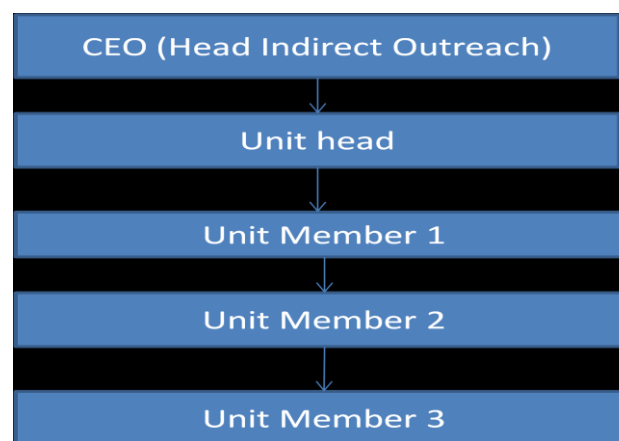 CEO (Head Indirect Outreach)
Unit head
Unit Member 1
Unit Member 2
Unit Member 3